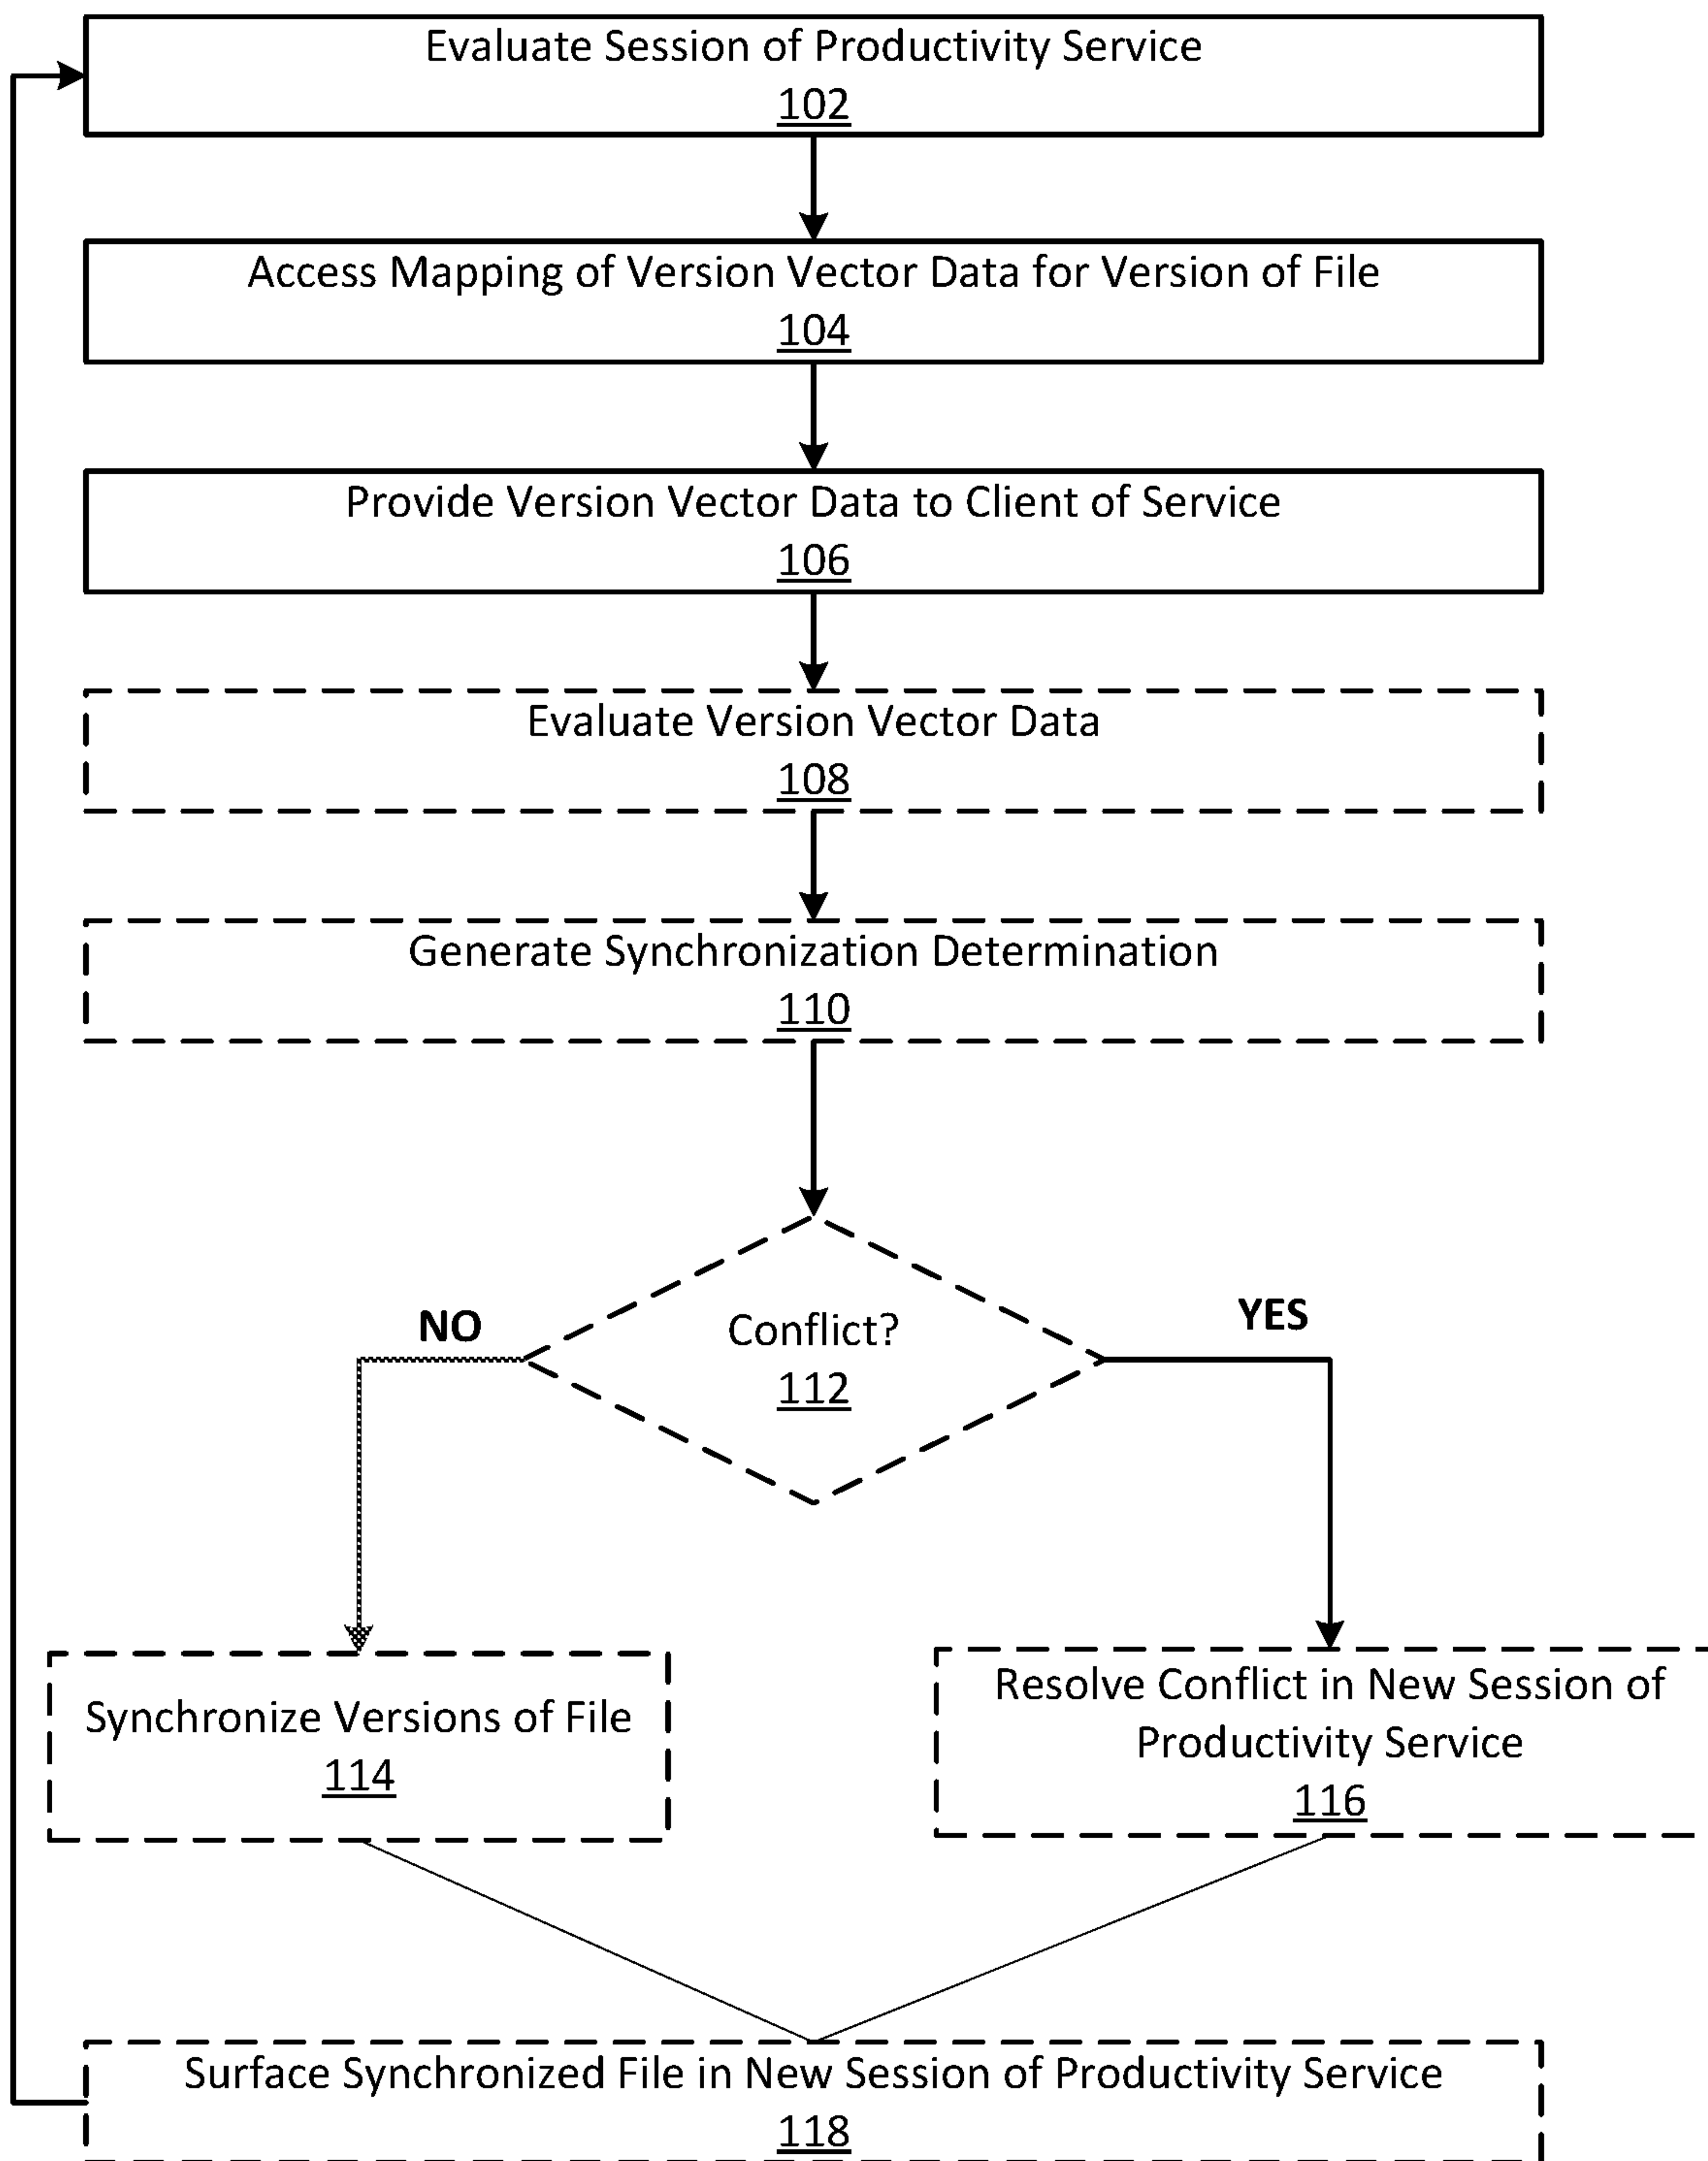 Evaluate Session of Productivity Service
102
Access Mapping of Version Vector Data for Version of File
104
Provide Version Vector Data to Client of Service
106
Evaluate Version Vector Data
108
Generate Synchronization Determination
110
Conflict?
112
NO
YES
Synchronize Versions of File
114
Resolve Conflict in New Session of
Productivity Service
116
Surface Synchronized File in New Session of Productivity Service
118